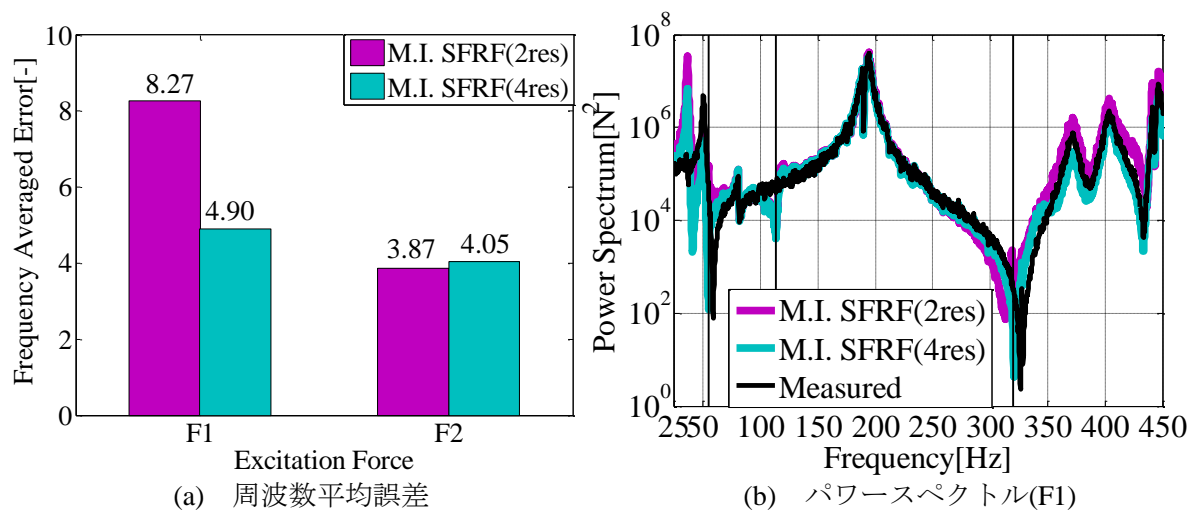 10
8
6
4
2
0
Frequency Averaged Error[-]
M.I. SFRF(2res)
M.I. SFRF(4res)
8.27
4.90
3.87
4.05
F1
F2
Excitation Force
(a) 周波数平均誤差
10^8
10^6
10^4
10^2
10^0
Power Spectrum[N^2]
M.I. SFRF(2res)
M.I. SFRF(4res)
Measured
25 50 100 150 200 250 300 350 400 450
Frequency[Hz]
(b) パワースペクトル(F1)